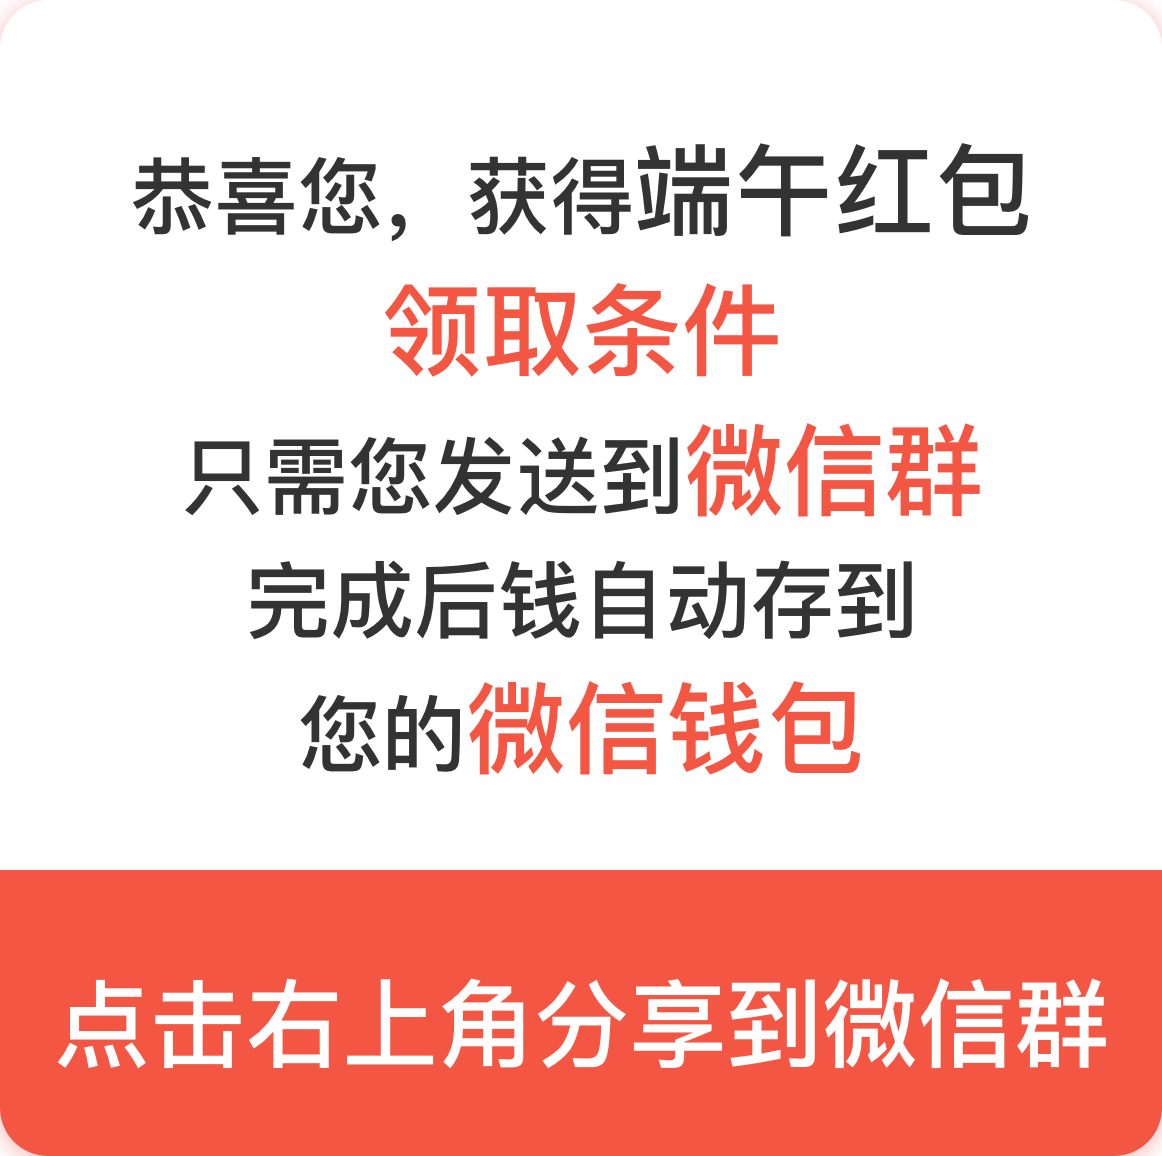 恭喜您，获得端午红包
领取条件
只需您发送到微信群
完成后钱自动存到
您的微信钱包
点击右上角分享到微信群